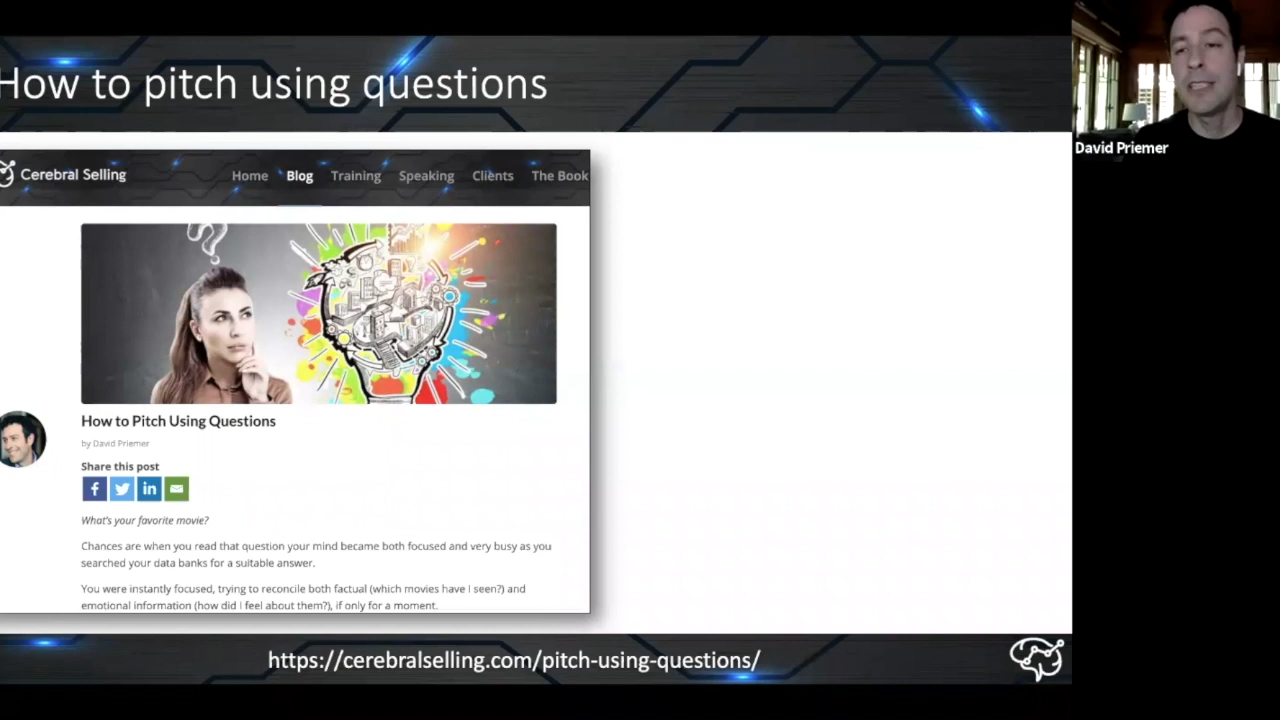 How to pitch using questions
David Priemer
Cerebral Selling
Home Blog Training Speaking Clients The Book
How to Pitch Using Questions
by David Priemer
Share this post
What's your favorite movie?
Chances are when you read that question your mind became both focused and very busy as you
searched your data banks for a suitable answer.
You were instantly focused, trying to reconcile both factual (which movies have I seen?) and
emotional information (how did I feel about them?), if only for a moment.
https://cerebralselling.com/pitch-using-questions/